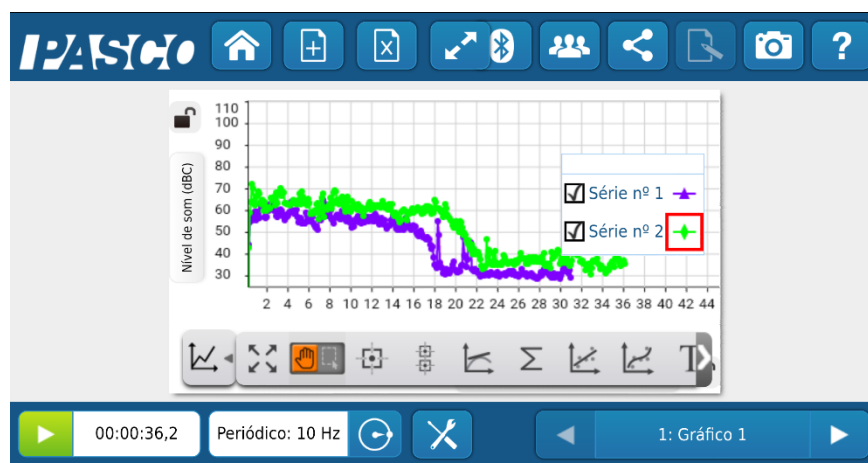 PASCO
?
110
100
90
80
70
60
50
40
30
Nível de som (dBC)
Série nº 1
Série nº 2
2 4 6 8 10 12 14 16 18 20 22 24 26 28 30 32 34 36 38 40 42 44
Σ
T
00:00:36,2
Periódico: 10 Hz
1: Gráfico 1